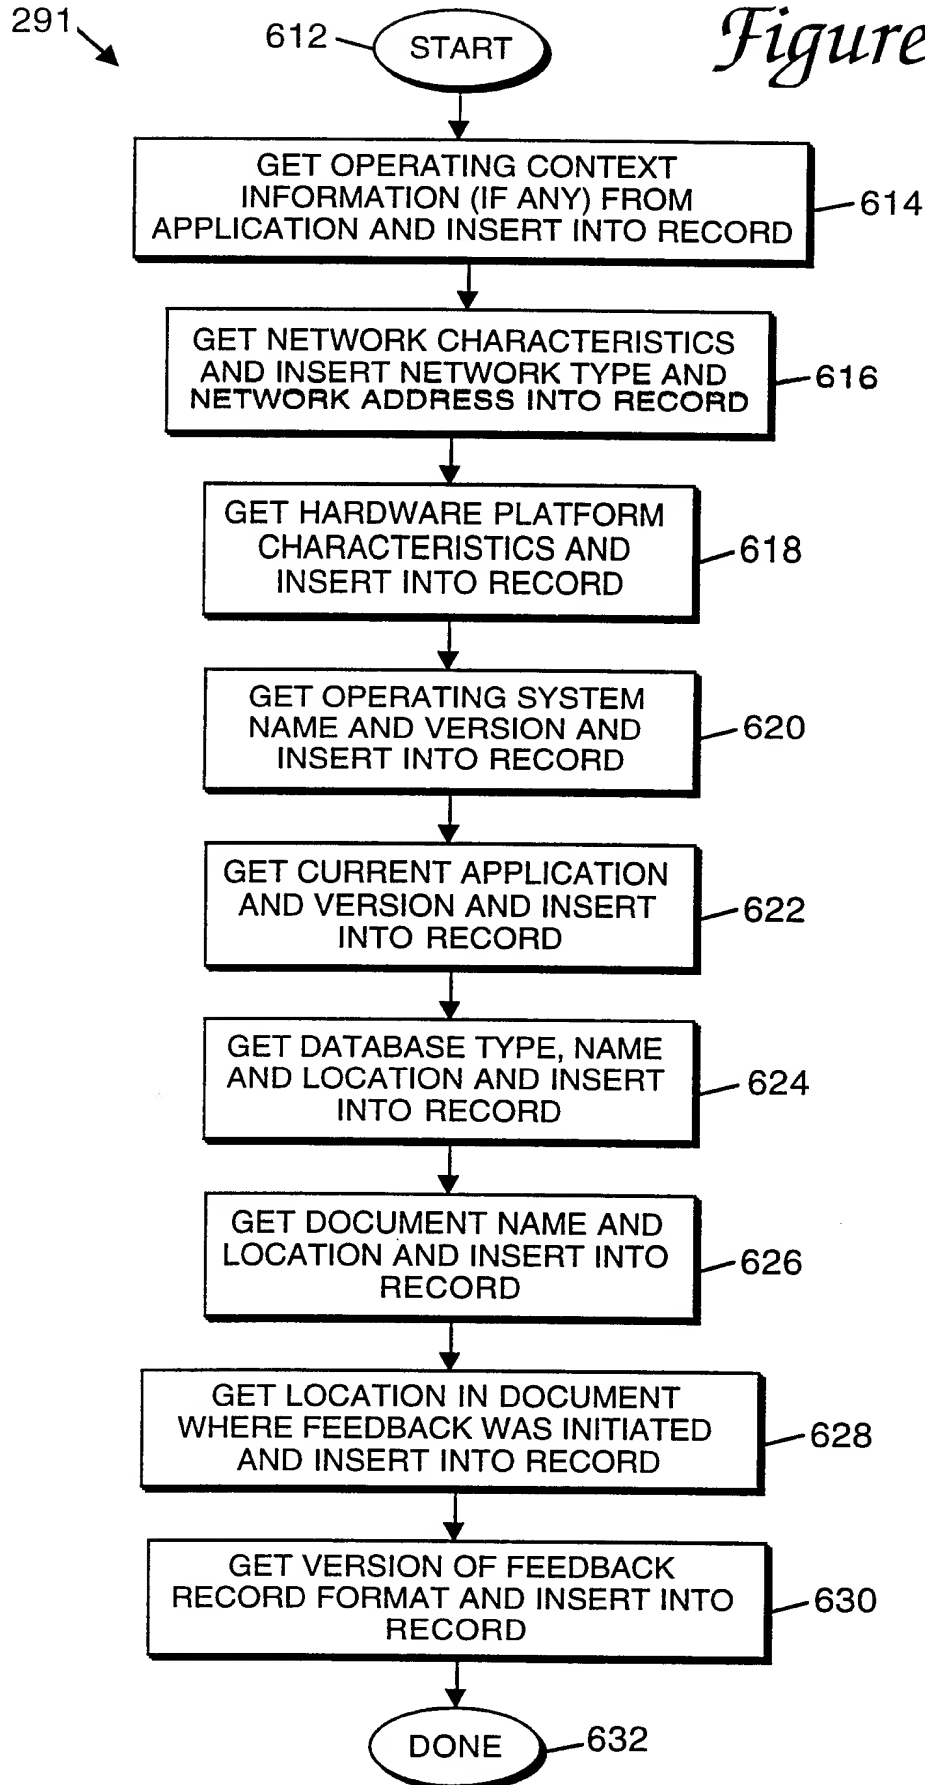 291
612
START
Figure
GET OPERATING CONTEXT
INFORMATION (IF ANY) FROM
APPLICATION AND INSERT INTO RECORD
614
GET NETWORK CHARACTERISTICS
AND INSERT NETWORK TYPE AND
NETWORK ADDRESS INTO RECORD
616
GET HARDWARE PLATFORM
CHARACTERISTICS AND
INSERT INTO RECORD
618
GET OPERATING SYSTEM
NAME AND VERSION AND
INSERT INTO RECORD
620
GET CURRENT APPLICATION
AND VERSION AND INSERT
INTO RECORD
622
GET DATABASE TYPE, NAME
AND LOCATION AND INSERT
INTO RECORD
624
GET DOCUMENT NAME AND
LOCATION AND INSERT INTO
RECORD
626
GET LOCATION IN DOCUMENT
WHERE FEEDBACK WAS INITIATED
AND INSERT INTO RECORD
628
GET VERSION OF FEEDBACK
RECORD FORMAT AND INSERT INTO
RECORD
630
DONE
632